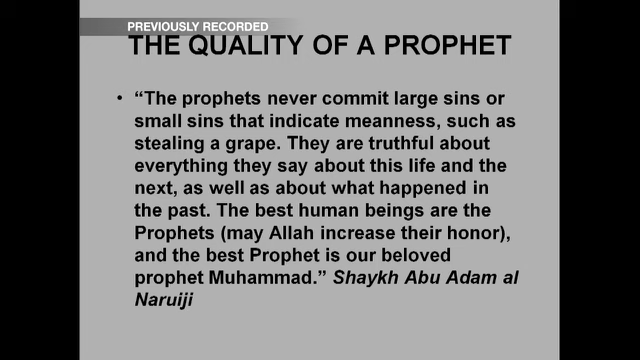 PREVIOUSLY RECORDED
THE QUALITY OF A PROPHET
• “The prophets never commit large sins or
small sins that indicate meanness, such as
stealing a grape. They are truthful about
everything they say about this life and the
next, as well as about what happened in
the past. The best human beings are the
Prophets (may Allah increase their honor),
and the best Prophet is our beloved
prophet Muhammad.” Shaykh Abu Adam al
Naruiji